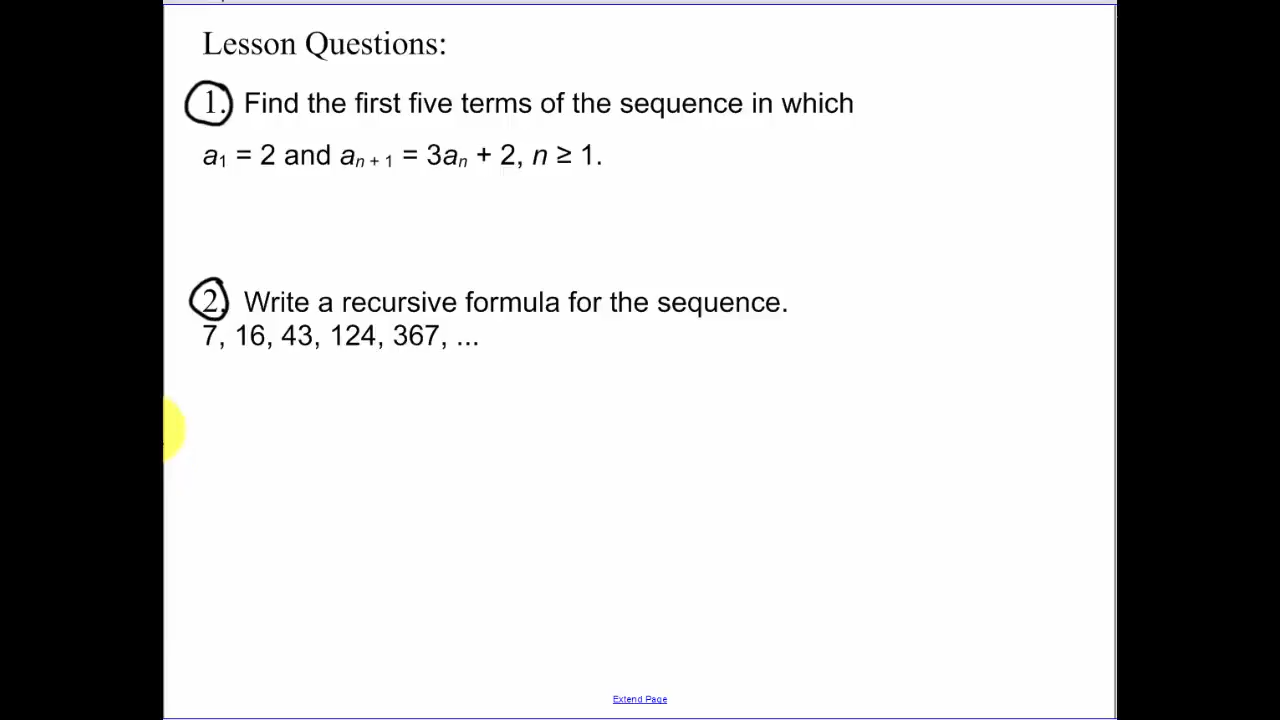 Lesson Questions:
1. Find the first five terms of the sequence in which
a₁ = 2 and aₙ ₊ ₁ = 3aₙ + 2, n ≥ 1.
2. Write a recursive formula for the sequence.
7, 16, 43, 124, 367, ...
Extend Page